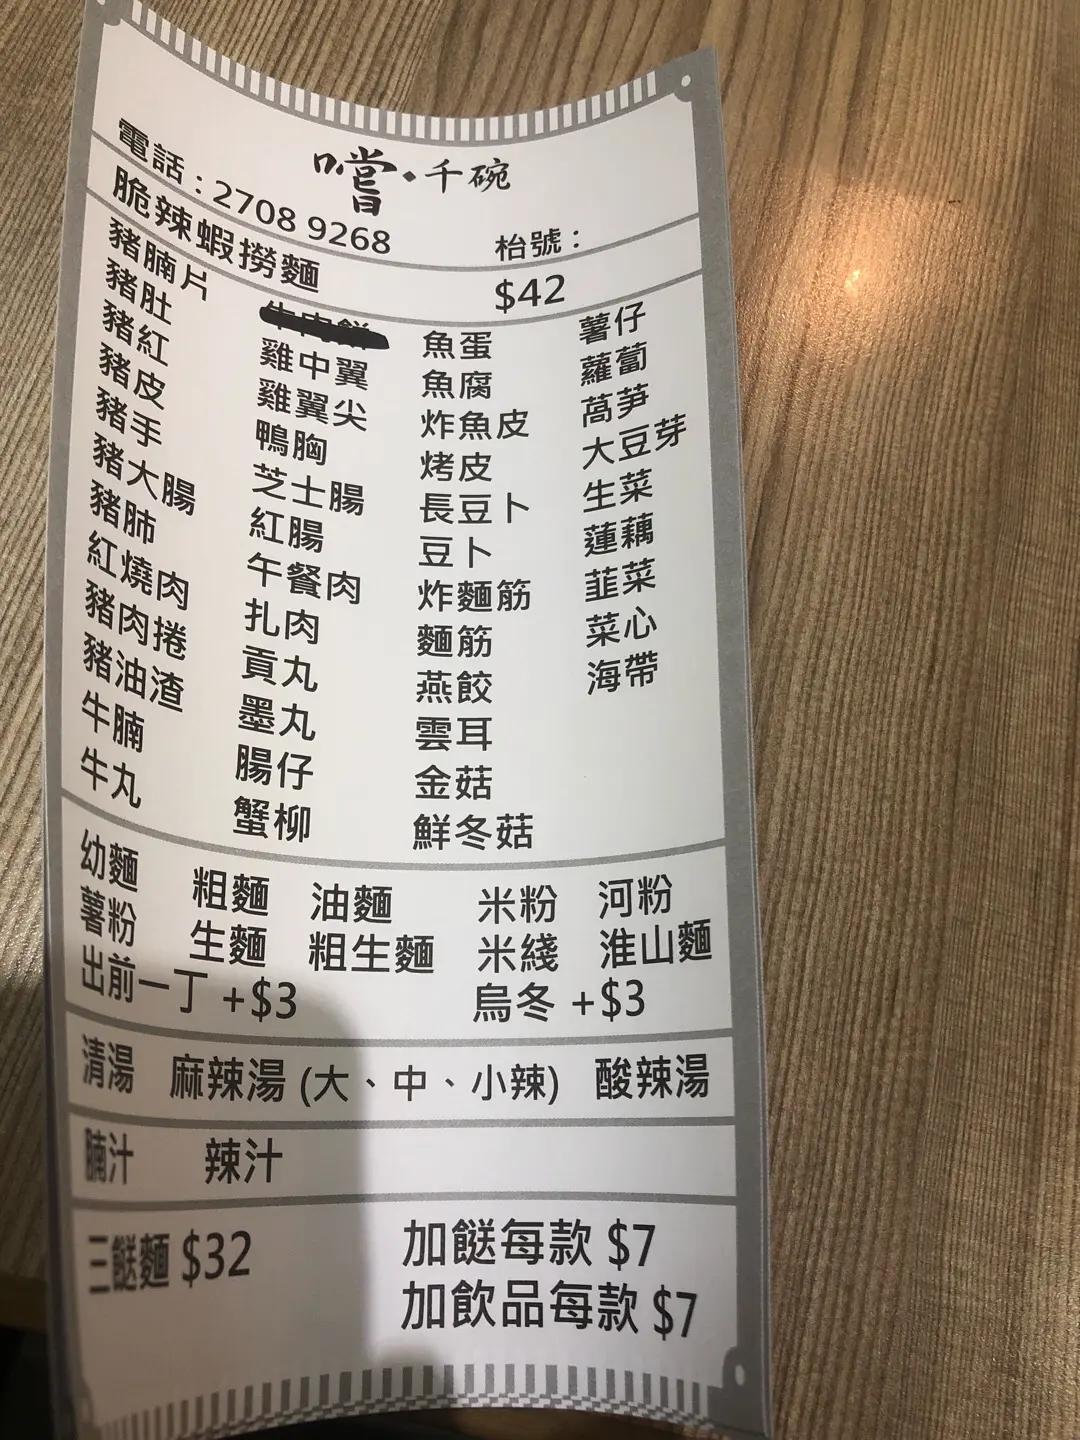 嚐·千碗
電話：2708 9268
枱號：
脆辣蝦撈麵 $42
豬腩片
豬肚
豬紅
豬皮
豬手
豬大腸
豬肺
紅燒肉
豬肉捲
豬油渣
牛腩
牛丸
雞中翼
雞翼尖
鴨胸
芝士腸
紅腸
午餐肉
扎肉
貢丸
墨丸
腸仔
蟹柳
魚蛋
魚腐
炸魚皮
烤皮
長豆卜
豆卜
炸麵筋
麵筋
燕餃
雲耳
金菇
鮮冬菇
薯仔
蘿蔔
萵笋
大豆芽
生菜
蓮藕
韮菜
菜心
海帶
幼麵 粗麵 油麵 米粉 河粉
薯粉 生麵 粗生麵 米綫 淮山麵
出前一丁 +$3 烏冬 +$3
清湯 麻辣湯 (大、中、小辣) 酸辣湯
腩汁 辣汁
三餸麵 $32 加餸每款 $7
加飲品每款 $7